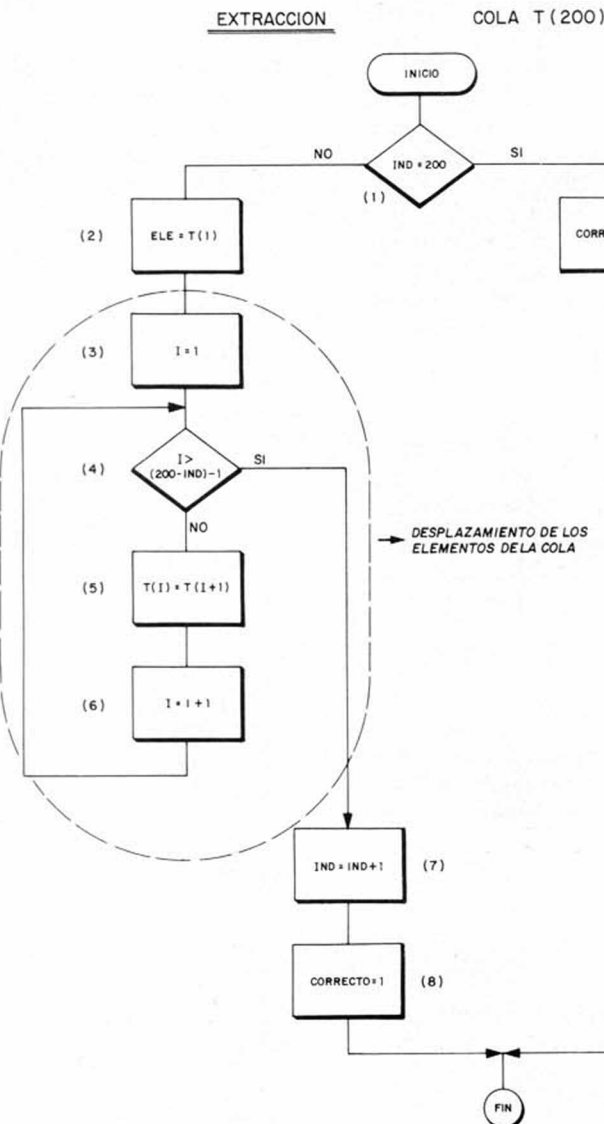 EXTRACCION
COLA T(200)
INICIO
IND = 200
NO
SI
(1)
(2)
ELE = T(1)
CORR
(3)
I = 1
(4)
I >
(200-IND)-1
SI
NO
DESPLAZAMIENTO DE LOS
ELEMENTOS DE LA COLA
(5)
T(I) = T(I+1)
(6)
I = I + 1
IND = IND+1
(7)
CORRECTO=1
(8)
FIN